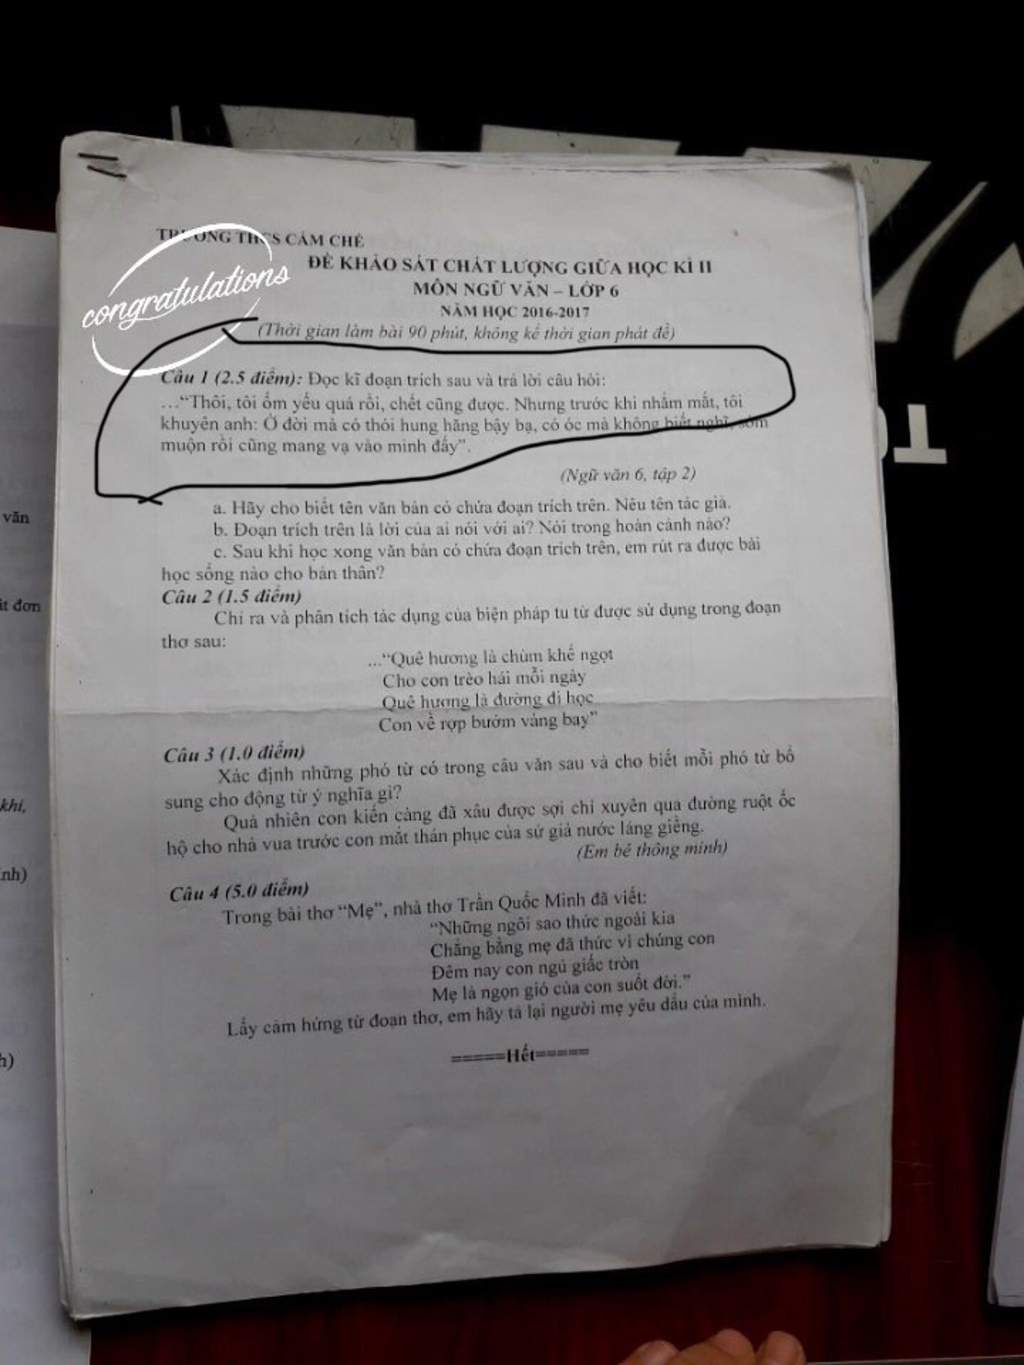 TRƯỜNG THCS CẨM CHẾ
ĐỀ KHẢO SÁT CHẤT LƯỢNG GIỮA HỌC KÌ II
MÔN NGỮ VĂN – LỚP 6
congratulations
NĂM HỌC 2016-2017
(Thời gian làm bài 90 phút, không kể thời gian phát đề)
Câu 1 (2.5 điểm): Đọc kĩ đoạn trích sau và trả lời câu hỏi:
…“Thôi, tôi ốm yếu quá rồi, chết cũng được. Nhưng trước khi nhắm mắt, tôi
khuyên anh: Ở đời mà có thói hung hăng bậy bạ, có óc mà không biết nghĩ, sớm
muộn rồi cũng mang vạ vào mình đấy”.
(Ngữ văn 6, tập 2)
a. Hãy cho biết tên văn bản có chứa đoạn trích trên. Nêu tên tác giả.
b. Đoạn trích trên là lời của ai nói với ai? Nói trong hoàn cảnh nào?
c. Sau khi học xong văn bản có chứa đoạn trích trên, em rút ra được bài
học sống nào cho bản thân?
Câu 2 (1.5 điểm)
Chỉ ra và phân tích tác dụng của biện pháp tu từ được sử dụng trong đoạn
thơ sau:
…“Quê hương là chùm khế ngọt
Cho con trèo hái mỗi ngày
Quê hương là đường đi học
Con về rợp bướm vàng bay”
Câu 3 (1.0 điểm)
Xác định những phó từ có trong câu văn sau và cho biết mỗi phó từ bổ
sung cho động từ ý nghĩa gì?
Quả nhiên con kiến càng đã xâu được sợi chỉ xuyên qua đường ruột ốc
hộ cho nhà vua trước con mắt thán phục của sứ giả nước láng giềng.
(Em bé thông minh)
Câu 4 (5.0 điểm)
Trong bài thơ “Mẹ”, nhà thơ Trần Quốc Minh đã viết:
“Những ngôi sao thức ngoài kia
Chẳng bằng mẹ đã thức vì chúng con
Đêm nay con ngủ giấc tròn
Mẹ là ngọn gió của con suốt đời.”
Lấy cảm hứng từ đoạn thơ, em hãy tả lại người mẹ yêu dấu của mình.
=====Hết=====
văn
ắt đơn
khi,
nh)
h)